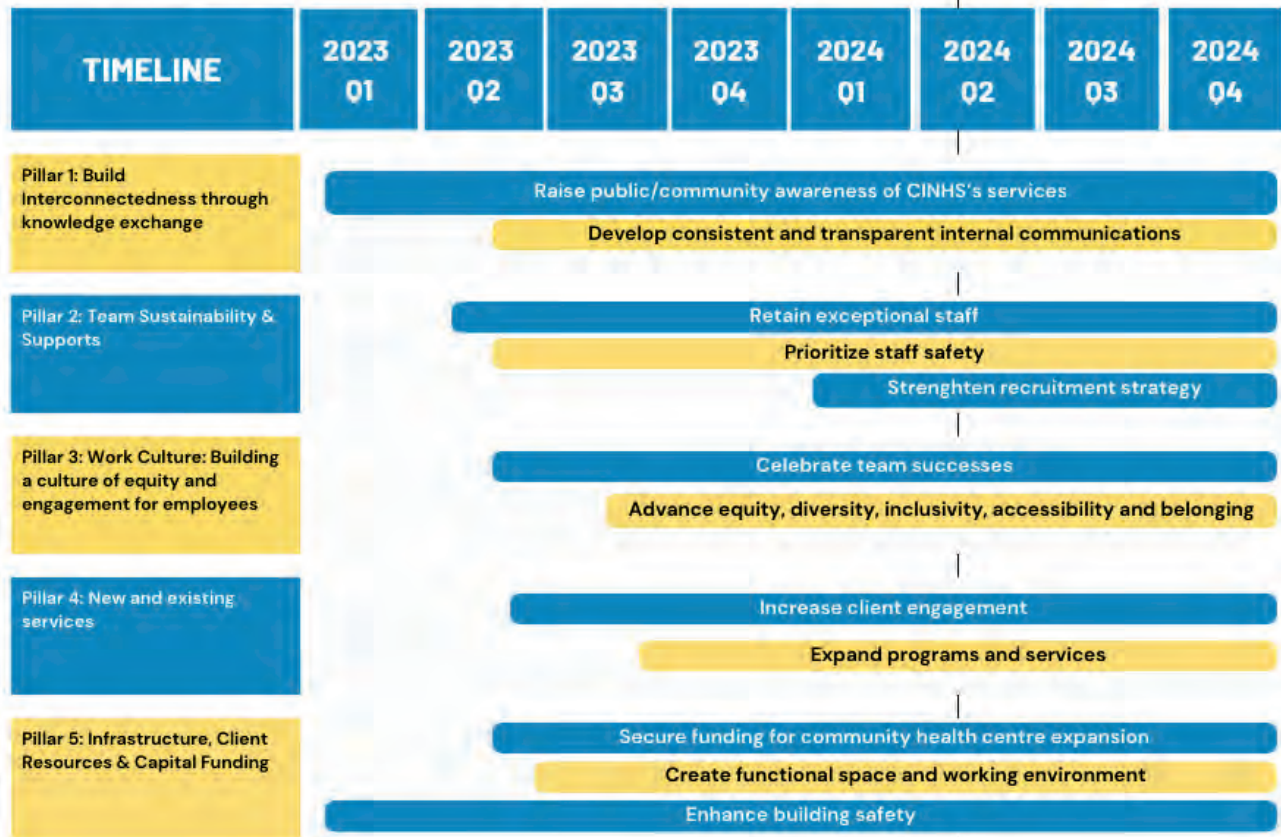 TIMELINE
2023
Q1
2023
Q2
2023
Q3
2023
Q4
2024
Q1
2024
Q2
2024
Q3
2024
Q4
Pillar 1: Build
Interconnectedness through
knowledge exchange
Raise public/community awareness of CINHS's services
Develop consistent and transparent internal communications
Pillar 2: Team Sustainability &
Supports
Retain exceptional staff
Prioritize staff safety
Strenghten recruitment strategy
Pillar 3: Work Culture: Building
a culture of equity and
engagement for employees
Celebrate team successes
Advance equity, diversity, inclusivity, accessibility and belonging
Pillar 4: New and existing
services
Increase client engagement
Expand programs and services
Pillar 5: Infrastructure, Client
Resources & Capital Funding
Secure funding for community health centre expansion
Create functional space and working environment
Enhance building safety